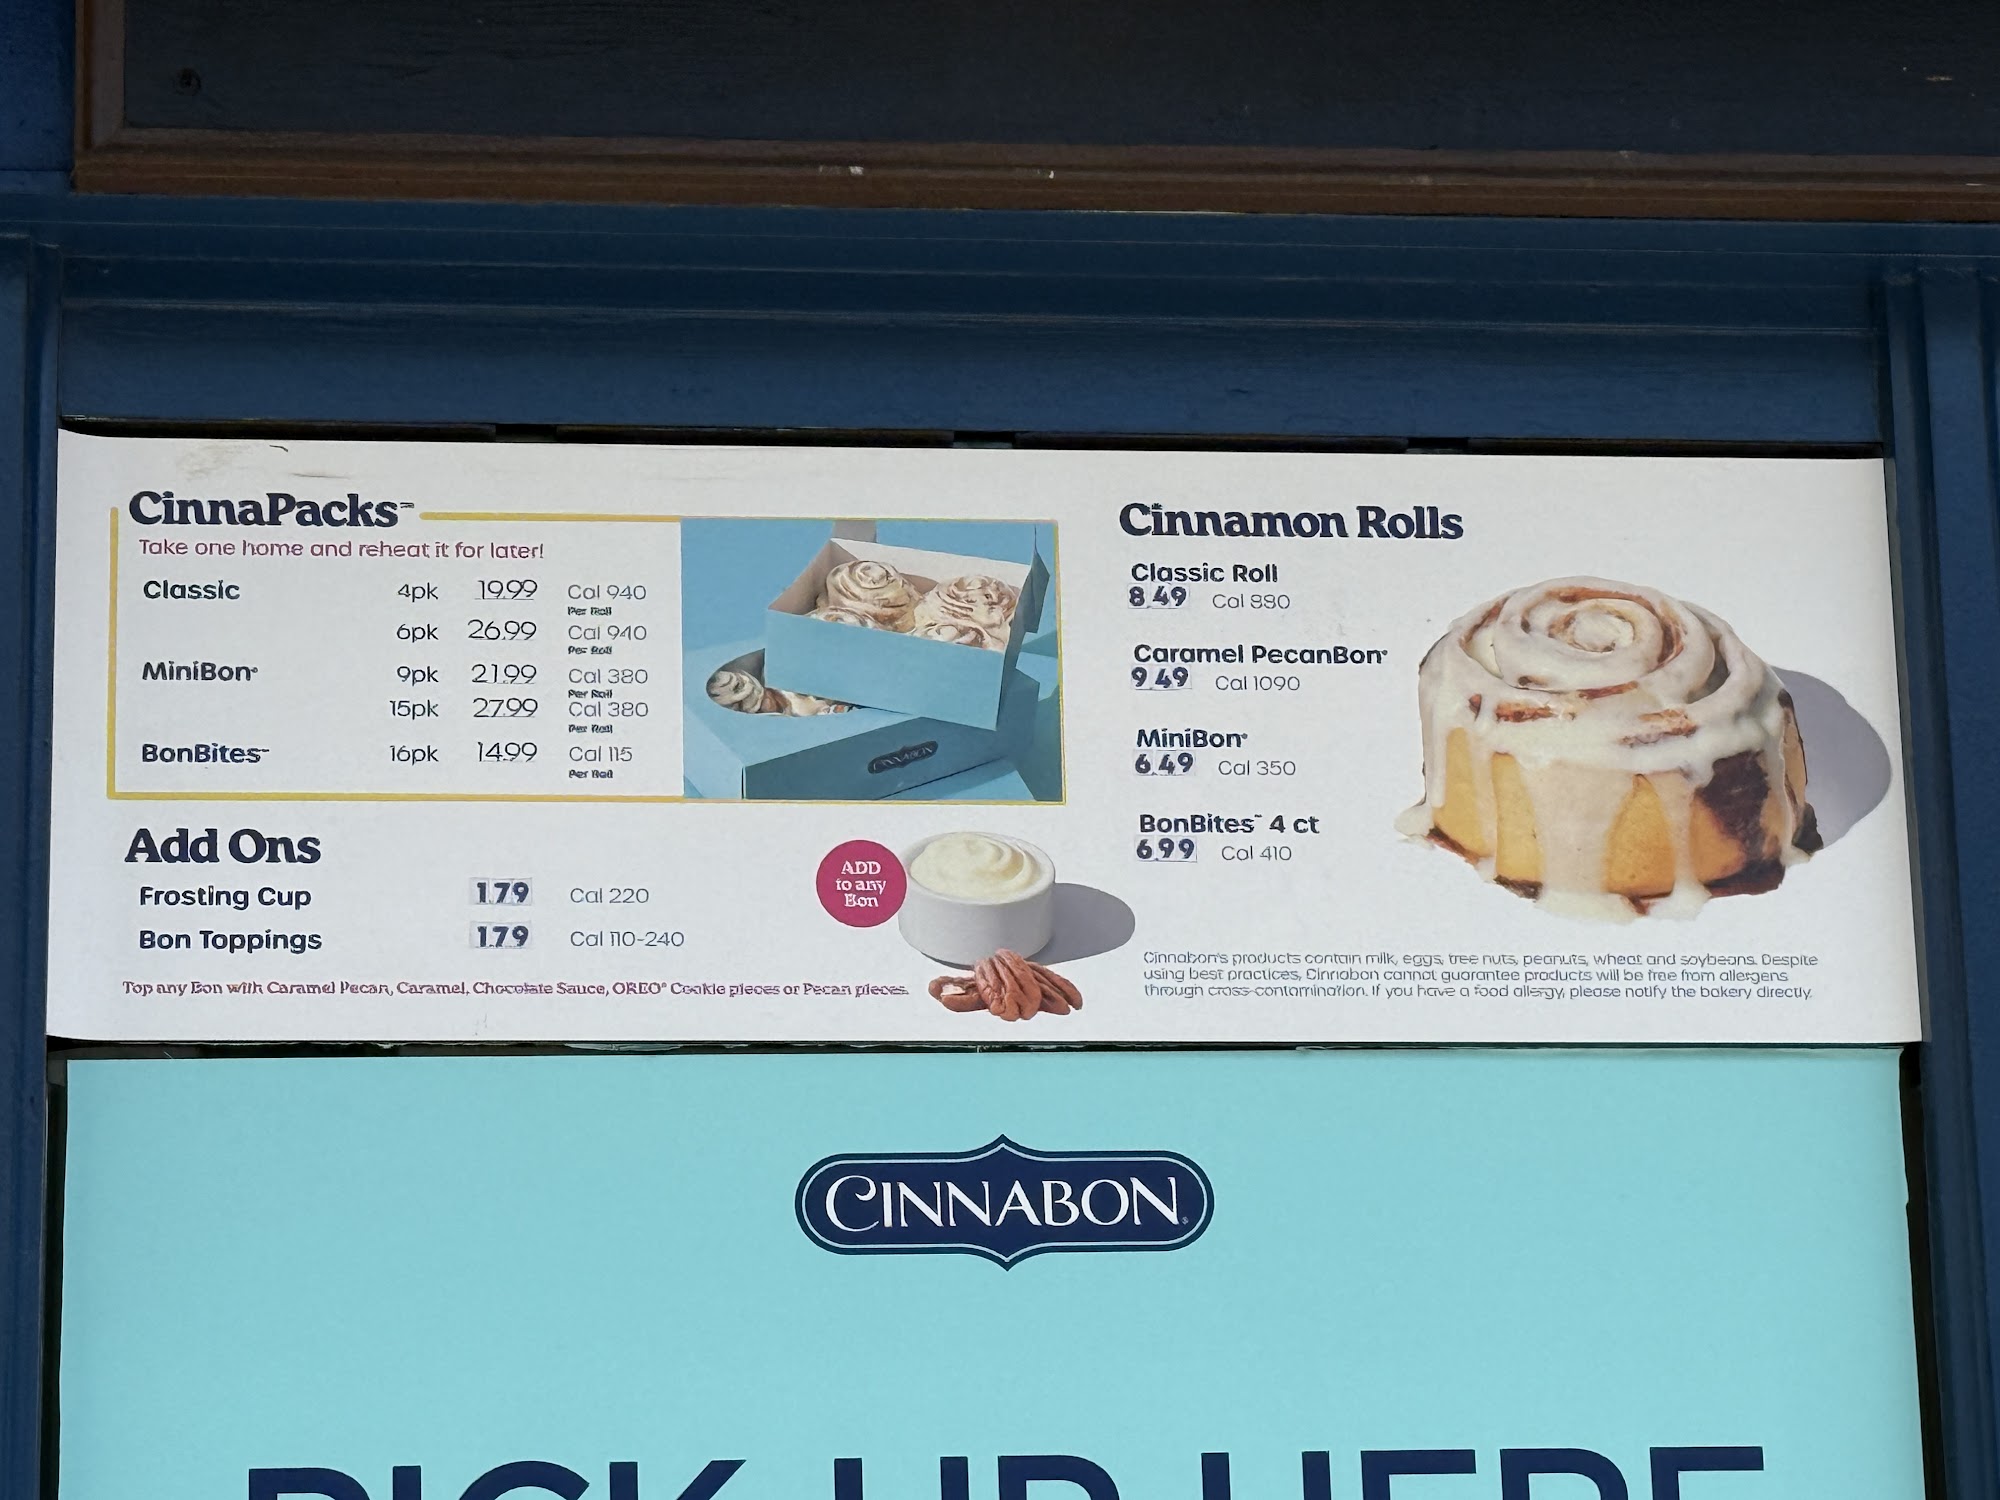 CinnaPacks™
Take one home and reheat it for later!
Classic 4pk 19.99 Cal 940
Per Roll
6pk 26.99 Cal 940
Per Roll
MiniBon® 9pk 21.99 Cal 380
Per Roll
15pk 27.99 Cal 380
Per Roll
BonBites™ 16pk 14.99 Cal 115
Per Roll
CINNABON
Add Ons
Frosting Cup 1.79 Cal 220
Bon Toppings 1.79 Cal 110-240
Top any Bon with Caramel Pecan, Caramel, Chocolate Sauce, OREO® Cookie pieces or Pecan pieces.
ADD
to any
Bon
Cinnamon Rolls
Classic Roll
8.49 Cal 880
Caramel PecanBon®
9.49 Cal 1090
MiniBon®
6.49 Cal 350
BonBites™ 4 ct
6.99 Cal 410
Cinnabon's products contain milk, eggs, tree nuts, peanuts, wheat and soybeans. Despite
using best practices, Cinnabon cannot guarantee products will be free from allergens
through cross-contamination. If you have a food allergy, please notify the bakery directly.
CINNABON®
PICK UP HERE